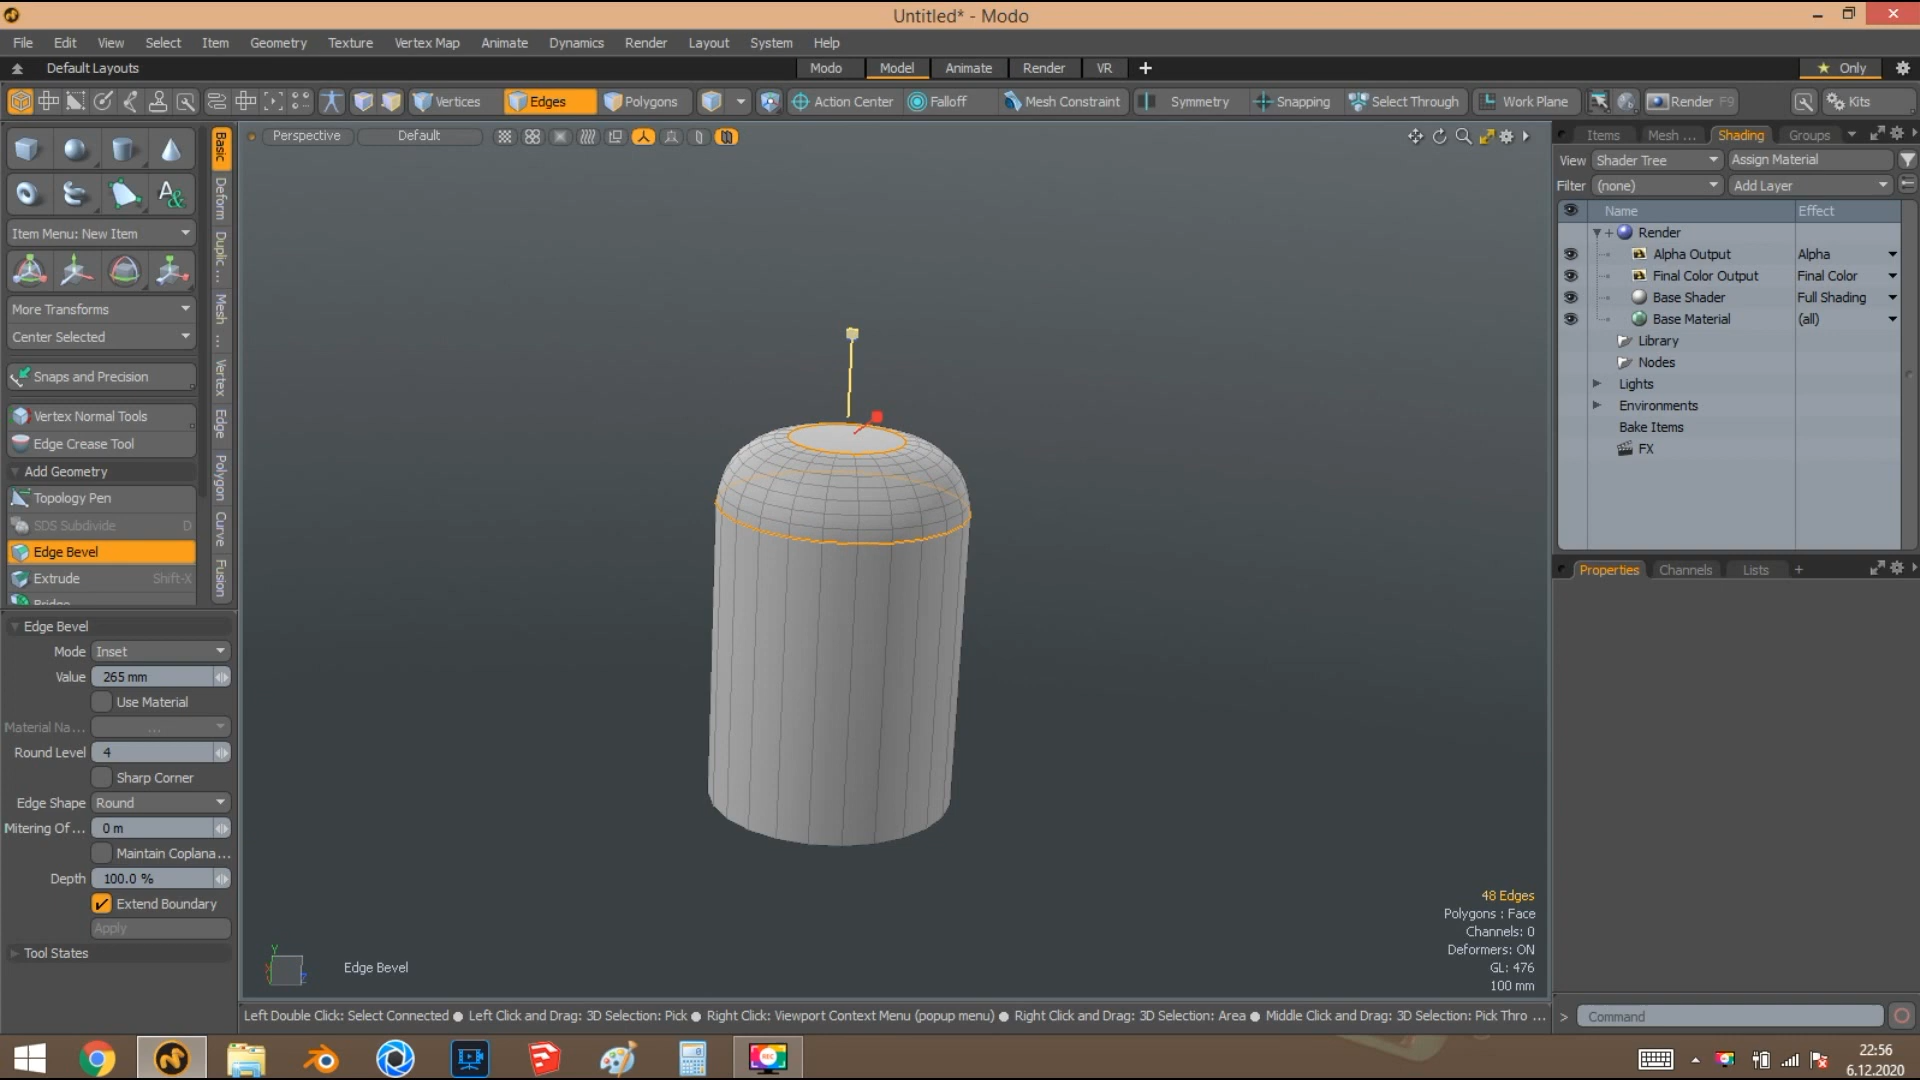 Untitled* - Modo
File Edit View Select Item Geometry Texture Vertex Map Animate Dynamics Render Layout System Help
Default Layouts Modo Model Animate Render VR Only
Vertices Edges Polygons Action Center Falloff Mesh Constraint Symmetry Snapping Select Through Work Plane Render F9 Kits
Perspective Default
Basic
Deform
Duplic ...
Mesh ...
Vertex
Edge
Polygon
Curve
Fusion
A&
Item Menu: New Item
More Transforms
Center Selected
Snaps and Precision
Vertex Normal Tools
Edge Crease Tool
Add Geometry
Topology Pen
SDS Subdivide D
Edge Bevel
Extrude Shift-X
Bridge
Edge Bevel
Mode Inset
Value 265 mm
Use Material
Material Na... ...
Round Level 4
Sharp Corner
Edge Shape Round
Mitering Of... 0 m
Maintain Coplana...
Depth 100.0 %
Extend Boundary
Apply
Tool States
Y
X
Z
Edge Bevel
48 Edges
Polygons : Face
Channels: 0
Deformers: ON
GL: 476
100 mm
Items Mesh ... Shading Groups
View Shader Tree Assign Material
Filter (none) Add Layer
Name Effect
Render
Alpha Output Alpha
Final Color Output Final Color
Base Shader Full Shading
Base Material (all)
Library
Nodes
Lights
Environments
Bake Items
FX
Properties Channels Lists +
Left Double Click: Select Connected ● Left Click and Drag: 3D Selection: Pick ● Right Click: Viewport Context Menu (popup menu) ● Right Click and Drag: 3D Selection: Area ● Middle Click and Drag: 3D Selection: Pick Thro ...
> Command
REC
22:56
6.12.2020